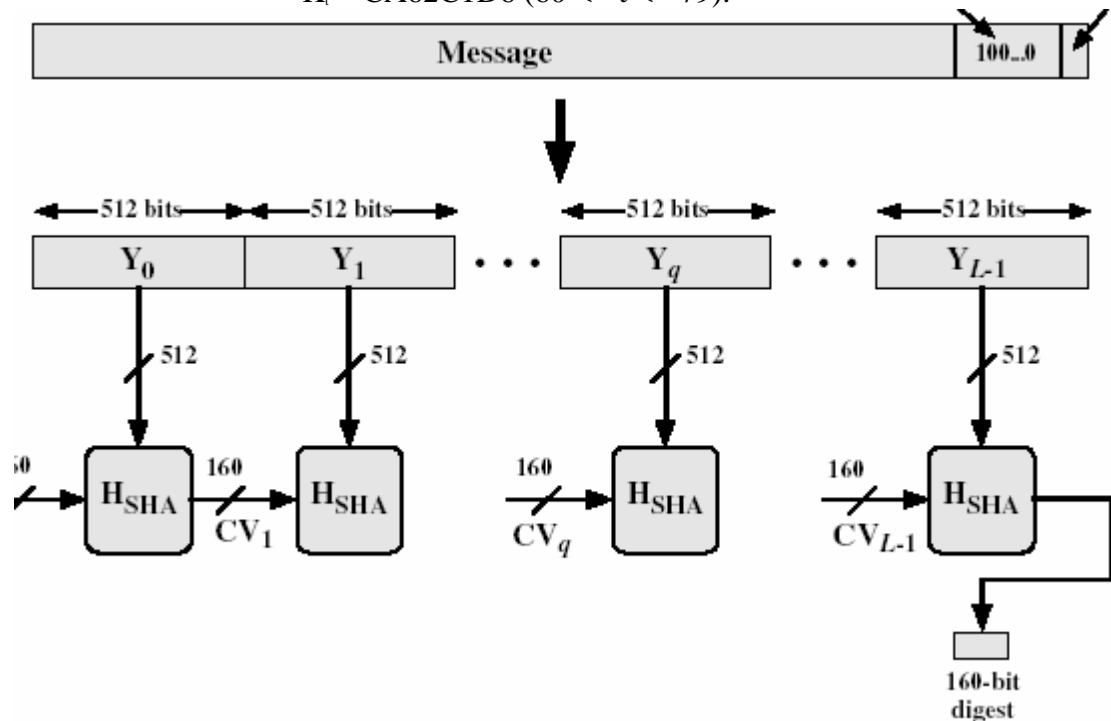 Message 100...0
512 bits 512 bits 512 bits 512 bits
Y0 Y1 • • • Yq • • • YL-1
512 512 512 512
160 160 160
HSHA HSHA HSHA HSHA
CV1 CVq CVL-1
160-bit
digest